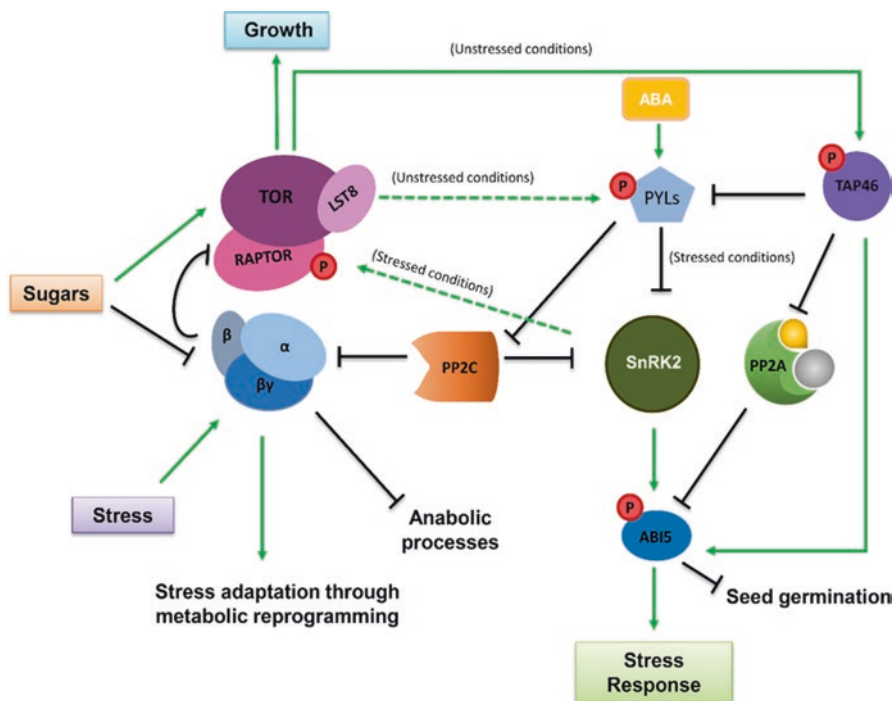 Growth
(Unstressed conditions)
ABA
P
TAP46
TOR
LST8
(Unstressed conditions)
P
PYLs
RAPTOR
P
(Stressed conditions)
(Stressed conditions)
Sugars
β
α
βγ
PP2C
SnRK2
PP2A
Stress
Anabolic
processes
P
ABI5
Stress adaptation through
metabolic reprogramming
Seed germination
Stress
Response